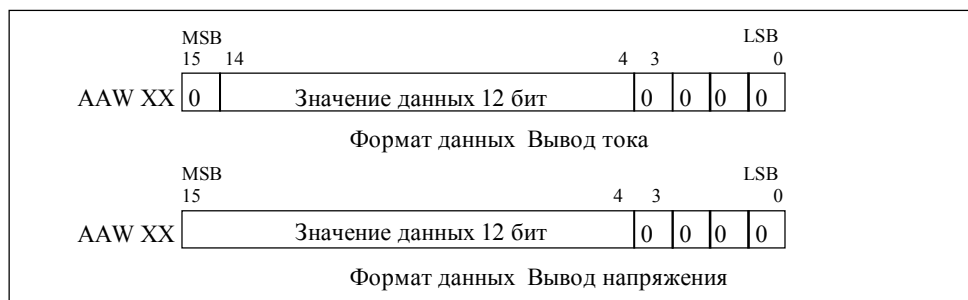 MSB LSB
15 14 4 3 0
AAW XX 0 Значение данных 12 бит 0 0 0 0
Формат данных Вывод тока
MSB LSB
15 4 3 0
AAW XX Значение данных 12 бит 0 0 0 0
Формат данных Вывод напряжения